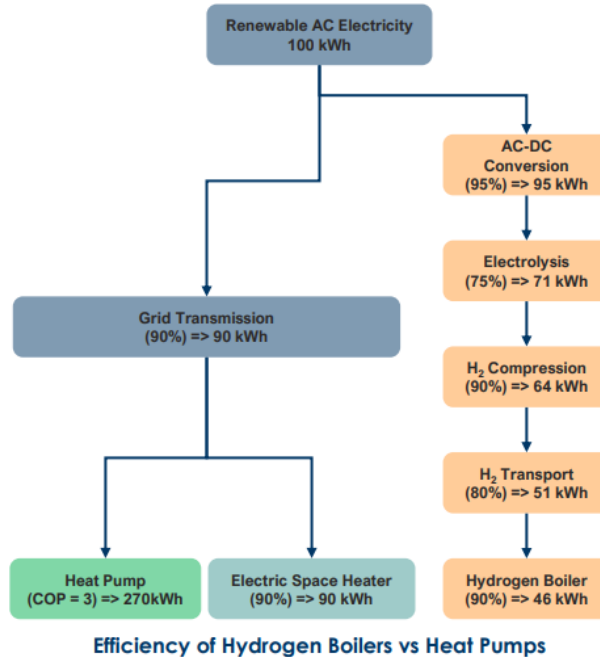 Renewable AC Electricity
100 kWh
AC-DC
Conversion
(95%) => 95 kWh
Electrolysis
(75%) => 71 kWh
Grid Transmission
(90%) => 90 kWh
H₂ Compression
(90%) => 64 kWh
H₂ Transport
(80%) => 51 kWh
Heat Pump
(COP = 3) => 270kWh
Electric Space Heater
(90%) => 90 kWh
Hydrogen Boiler
(90%) => 46 kWh
Efficiency of Hydrogen Boilers vs Heat Pumps